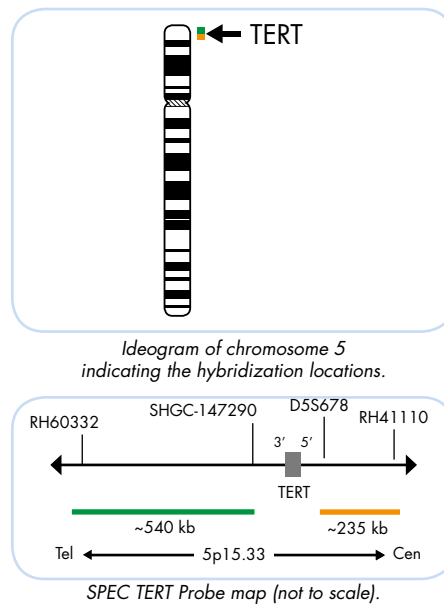 TERT
Ideogram of chromosome 5
indicating the hybridization locations.
RH60332
SHGC-147290
D5S678
RH41110
3’ 5’
TERT
~540 kb
~235 kb
Tel
5p15.33
Cen
SPEC TERT Probe map (not to scale).